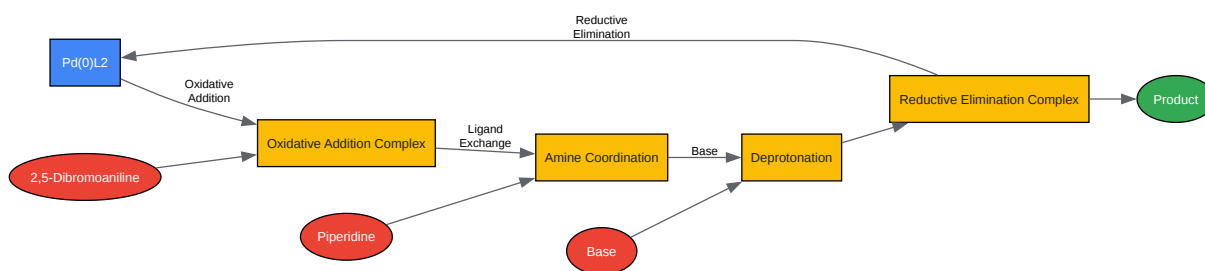 Reductive
Elimination
Pd(0)L2
Oxidative
Addition
Reductive Elimination Complex
Product
Ligand
Exchange
Oxidative Addition Complex
Amine Coordination
Base
Deprotonation
2,5-Dibromoaniline
Piperidine
Base